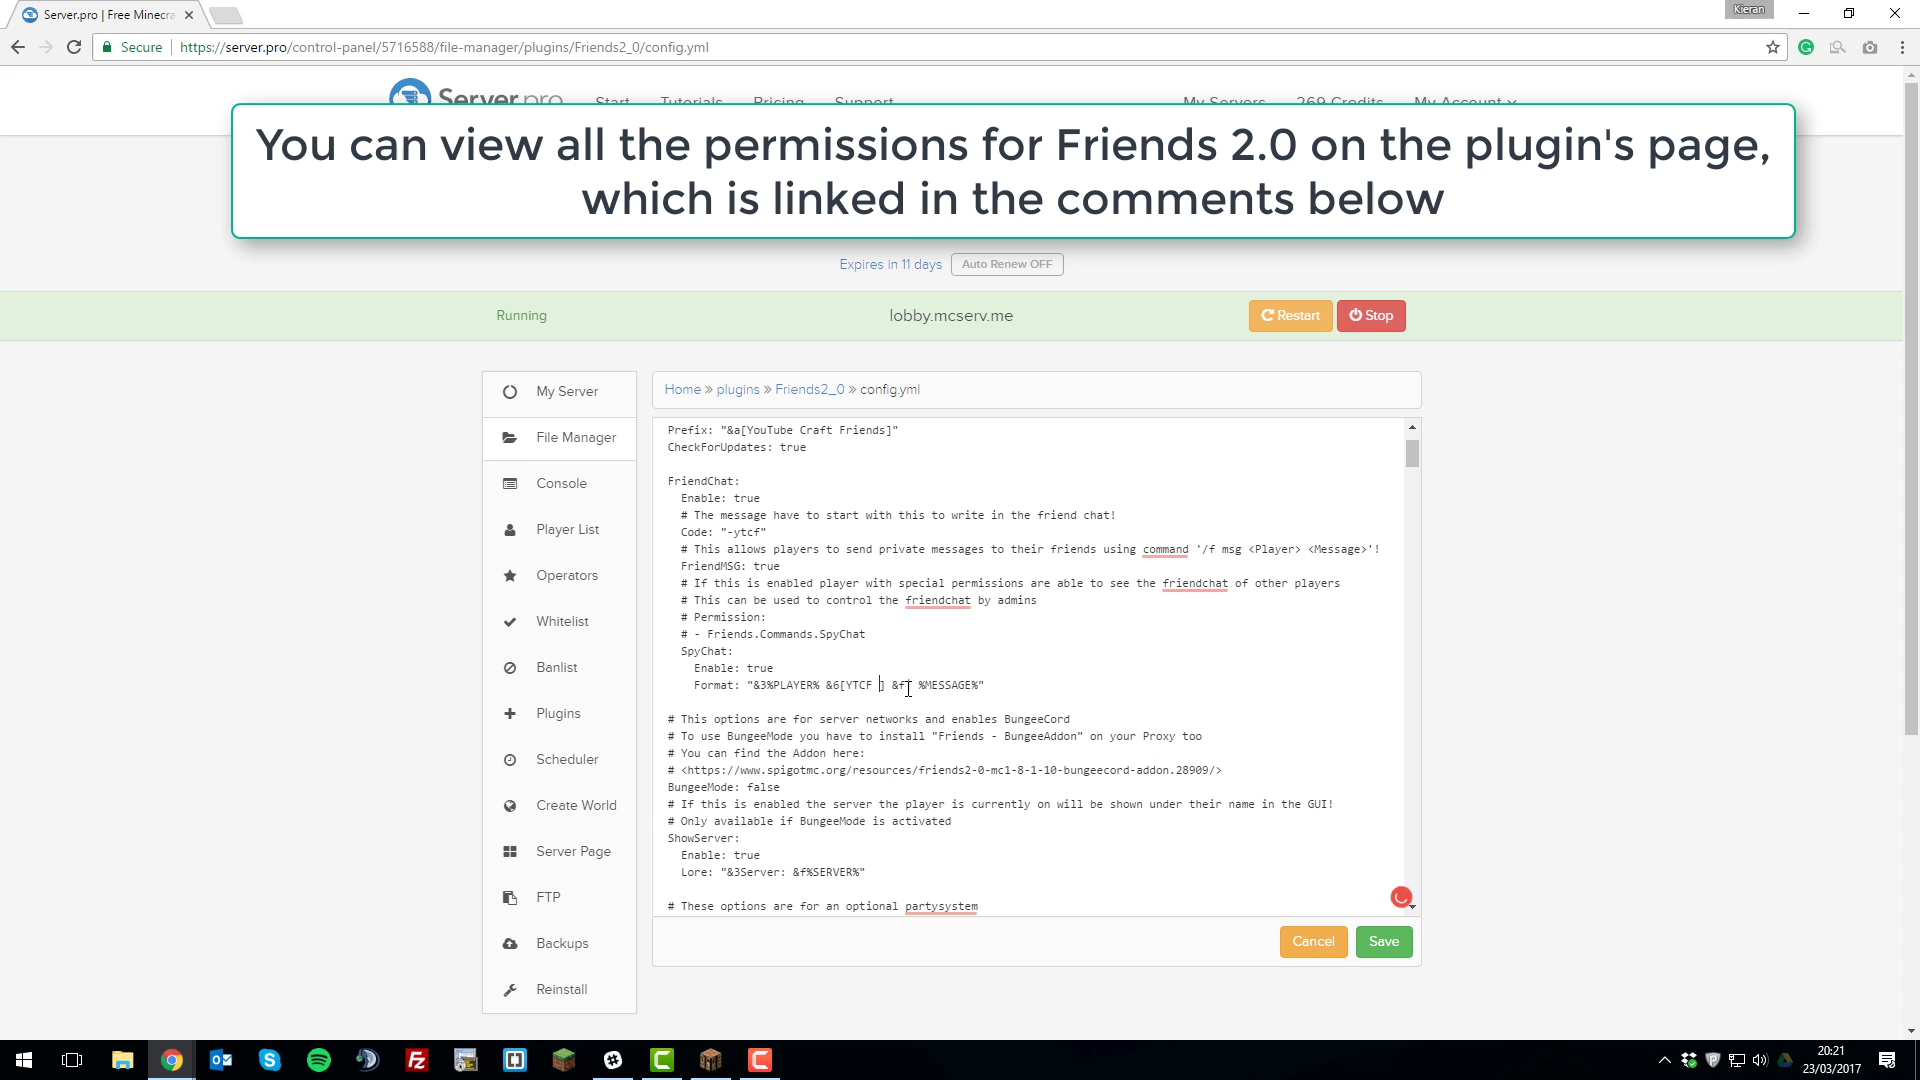 Server.pro | Free Minecra
Kieran
Secure
https://server.pro/control-panel/5716588/file-manager/plugins/Friends2_0/config.yml
Server.pro Start Tutorials Pricing Support My Servers 269 Credits My Account
You can view all the permissions for Friends 2.0 on the plugin's page,
which is linked in the comments below
Expires in 11 days Auto Renew OFF
Running lobby.mcserv.me Restart Stop
My Server
File Manager
Console
Player List
Operators
Whitelist
Banlist
Plugins
Scheduler
Create World
Server Page
FTP
Backups
Reinstall
Home » plugins » Friends2_0 » config.yml
Prefix: "&a[YouTube Craft Friends]"
CheckForUpdates: true
FriendChat:
Enable: true
# The message have to start with this to write in the friend chat!
Code: "-ytcf"
# This allows players to send private messages to their friends using command '/f msg <Player> <Message>'!
FriendMSG: true
# If this is enabled player with special permissions are able to see the friendchat of other players
# This can be used to control the friendchat by admins
# Permission:
# - Friends.Commands.SpyChat
SpyChat:
Enable: true
Format: "&3%PLAYER% &6[YTCF ] &f %MESSAGE%"
# This options are for server networks and enables BungeeCord
# To use BungeeMode you have to install "Friends - BungeeAddon" on your Proxy too
# You can find the Addon here:
# <https://www.spigotmc.org/resources/friends2-0-mc1-8-1-10-bungeecord-addon.28909/>
BungeeMode: false
# If this is enabled the server the player is currently on will be shown under their name in the GUI!
# Only available if BungeeMode is activated
ShowServer:
Enable: true
Lore: "&3Server: &f%SERVER%"
# These options are for an optional partysystem
Cancel Save
20:21
23/03/2017